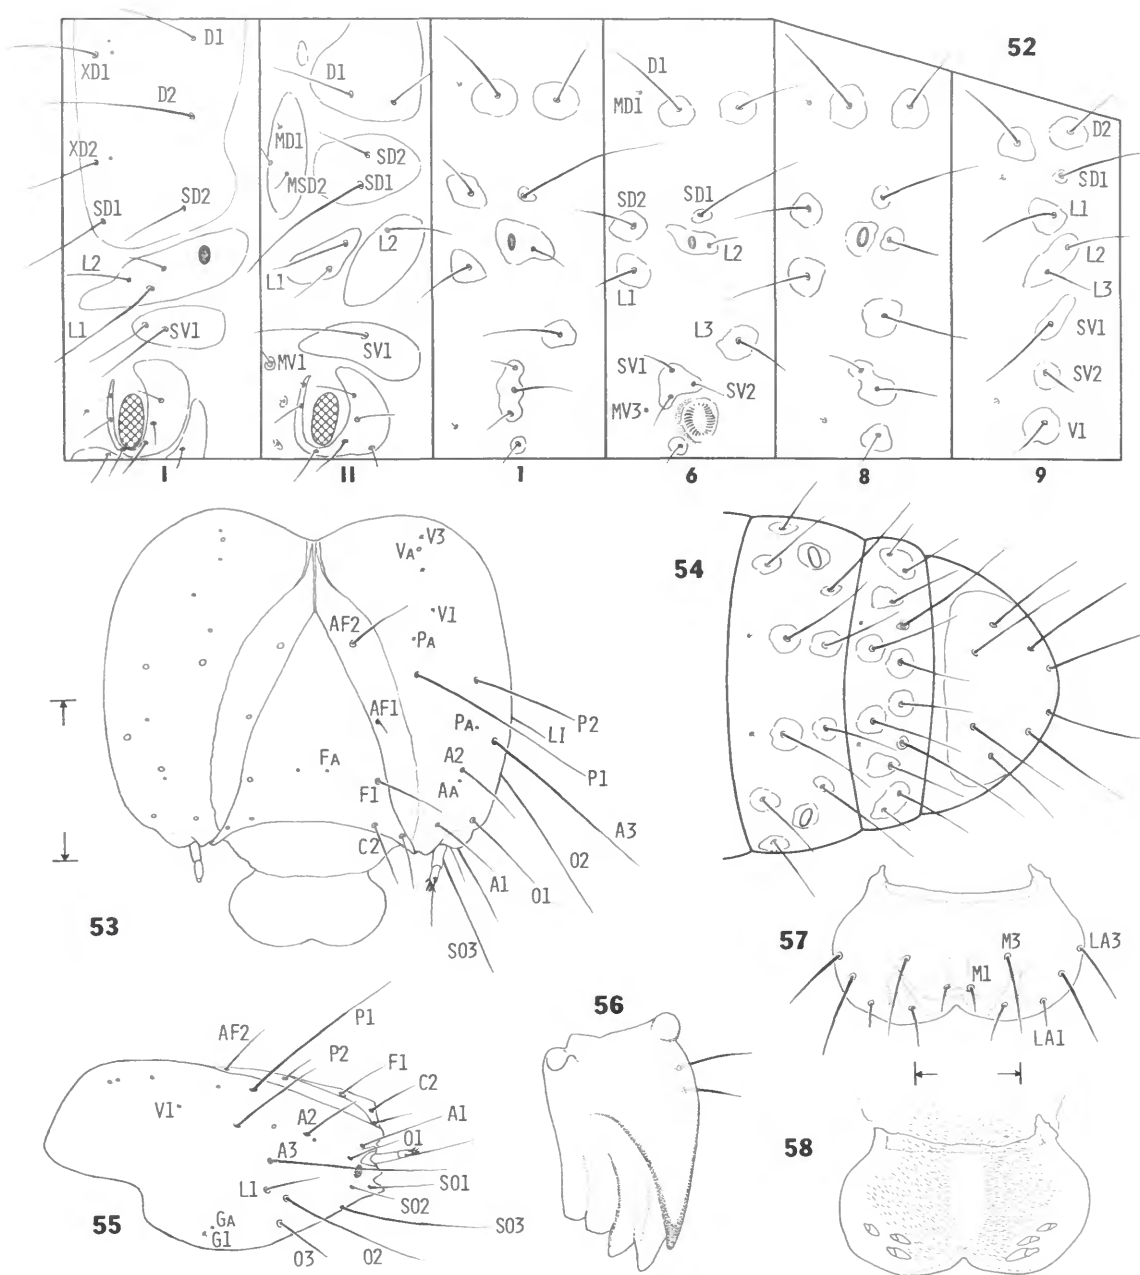 52
D1
XD1
D2
XD2
SD1
SD2
L2
L1
SV1
D1
MD1
SD2
MSD2
SD1
L2
L1
SV1
MV1
D1
MD1
SD2
SD1
L2
L1
L3
SV1
SV2
MV3
D2
SD1
L1
L2
L3
SV1
SV2
V1
I
II
1
6
8
9
53
V3
VA
V1
PA
AF2
AF1
FA
F1
C2
P2
LI
P1
PA
A2
AA
A3
O2
O1
A1
SO3
54
55
AF2
P1
P2
F1
C2
V1
A2
A1
O1
A3
L1
SO1
SO2
SO3
GA
G1
O3
O2
56
57
M3
LA3
M1
LA1
58